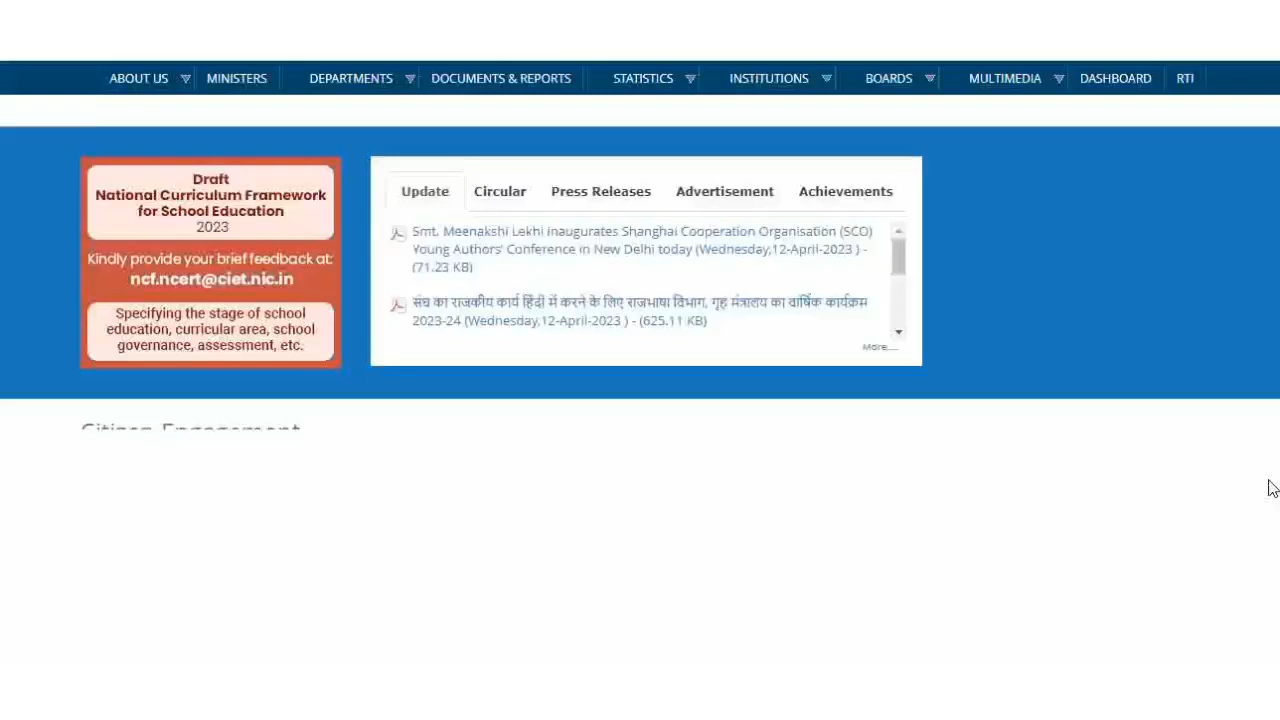 ABOUT US MINISTERS DEPARTMENTS DOCUMENTS & REPORTS STATISTICS INSTITUTIONS BOARDS MULTIMEDIA DASHBOARD RTI
Draft
National Curriculum Framework
for School Education
2023
Kindly provide your brief feedback at:
ncf.ncert@ciet.nic.in
Specifying the stage of school
education, curricular area, school
governance, assessment, etc.
Update Circular Press Releases Advertisement Achievements
Smt. Meenakshi Lekhi inaugurates Shanghai Cooperation Organisation (SCO)
Young Authors' Conference in New Delhi today (Wednesday,12-April-2023 ) -
(71.23 KB)
संघ का राजकीय कार्य हिंदी में करने के लिए राजभाषा विभाग, गृह मंत्रालय का वार्षिक कार्यक्रम
2023-24 (Wednesday,12-April-2023 ) - (625.11 KB)
More....
Citizen Engagement